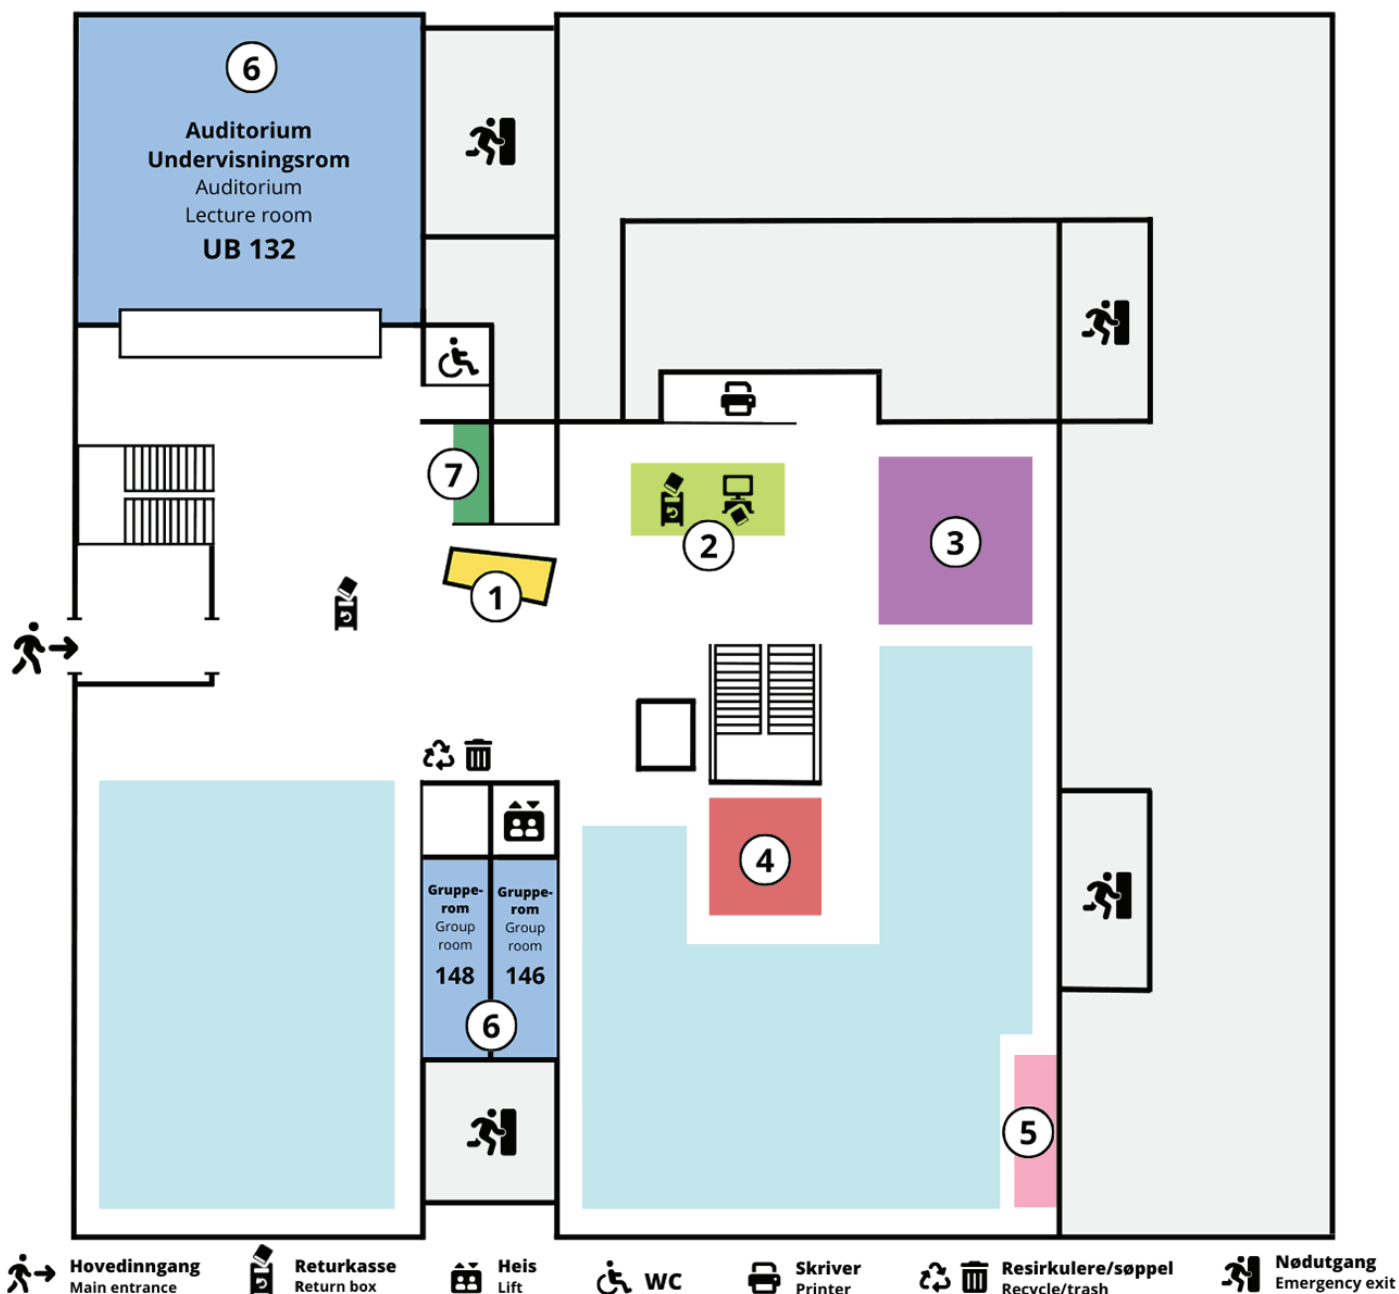 6
Auditorium
Undervisningsrom
Auditorium
Lecture room
UB 132
7
2
3
1
4
Gruppe-
rom
Group
room
148
Gruppe-
rom
Group
room
146
6
5
Hovedinngang
Main entrance
Returkasse
Return box
Heis
Lift
WC
Skriver
Printer
Resirkulere/søppel
Recycle/trash
Nødutgang
Emergency exit